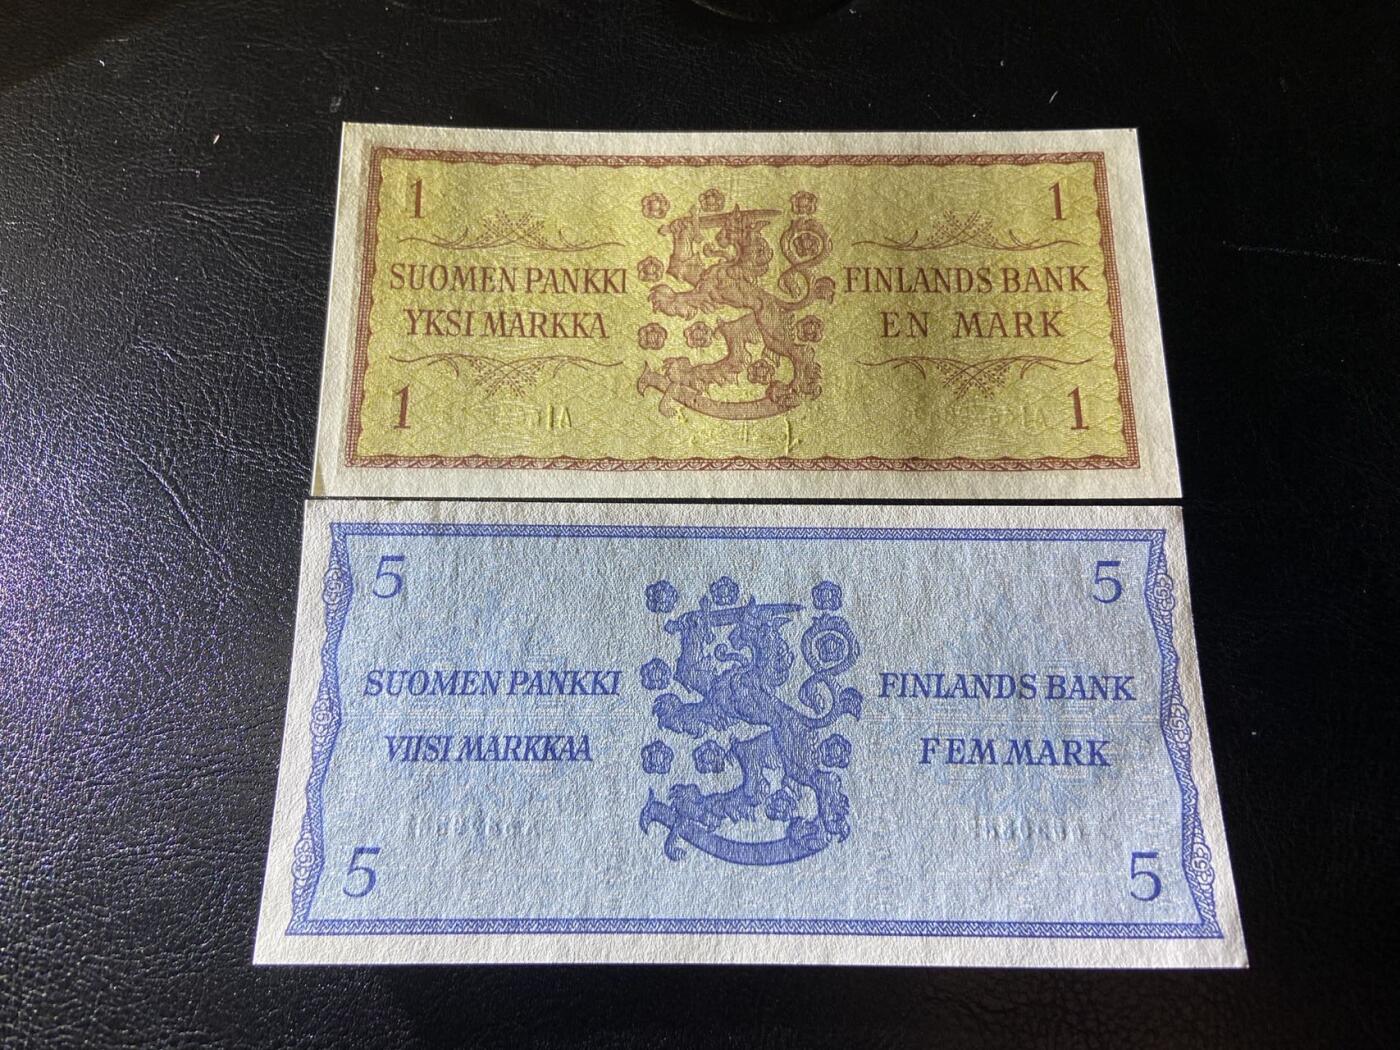 1 1
SUOMEN PANKKI FINLANDS BANK
YKSI MARKKA EN MARK
1 1
5 5
SUOMEN PANKKI FINLANDS BANK
VIISI MARKKAA FEM MARK
5 5